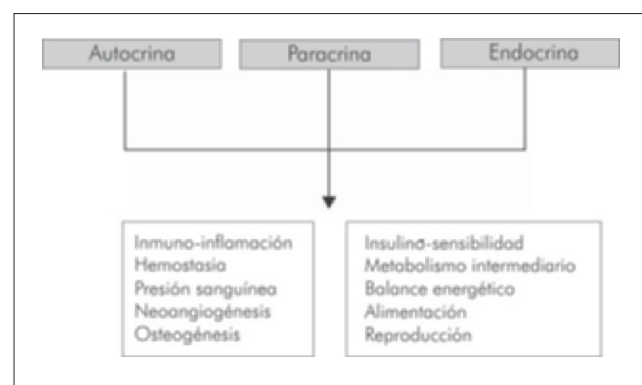 Autocrina
Paracrina
Endocrina
Inmuno-inflamación
Hemostasia
Presión sanguínea
Neoangiogénesis
Osteogénesis
Insulino-sensibilidad
Metabolismo intermediario
Balance energético
Alimentación
Reproducción